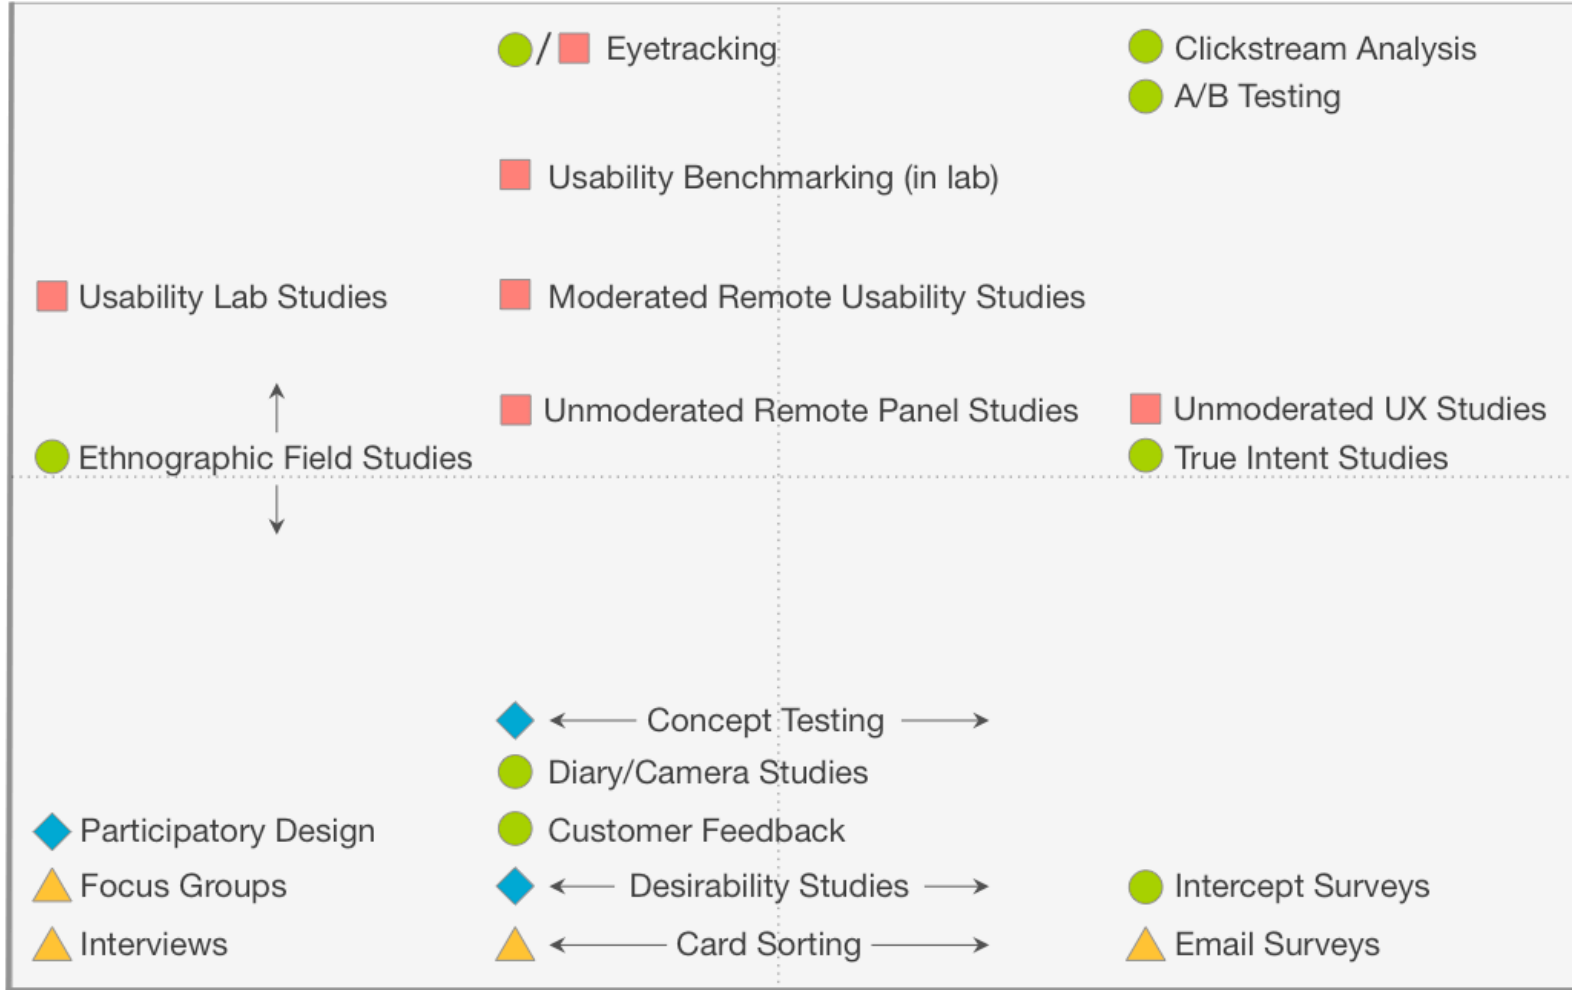 / Eyetracking
Clickstream Analysis
A/B Testing
Usability Benchmarking (in lab)
Usability Lab Studies
Moderated Remote Usability Studies
Unmoderated Remote Panel Studies
Unmoderated UX Studies
Ethnographic Field Studies
True Intent Studies
Concept Testing
Diary/Camera Studies
Participatory Design
Customer Feedback
Focus Groups
Desirability Studies
Intercept Surveys
Interviews
Card Sorting
Email Surveys